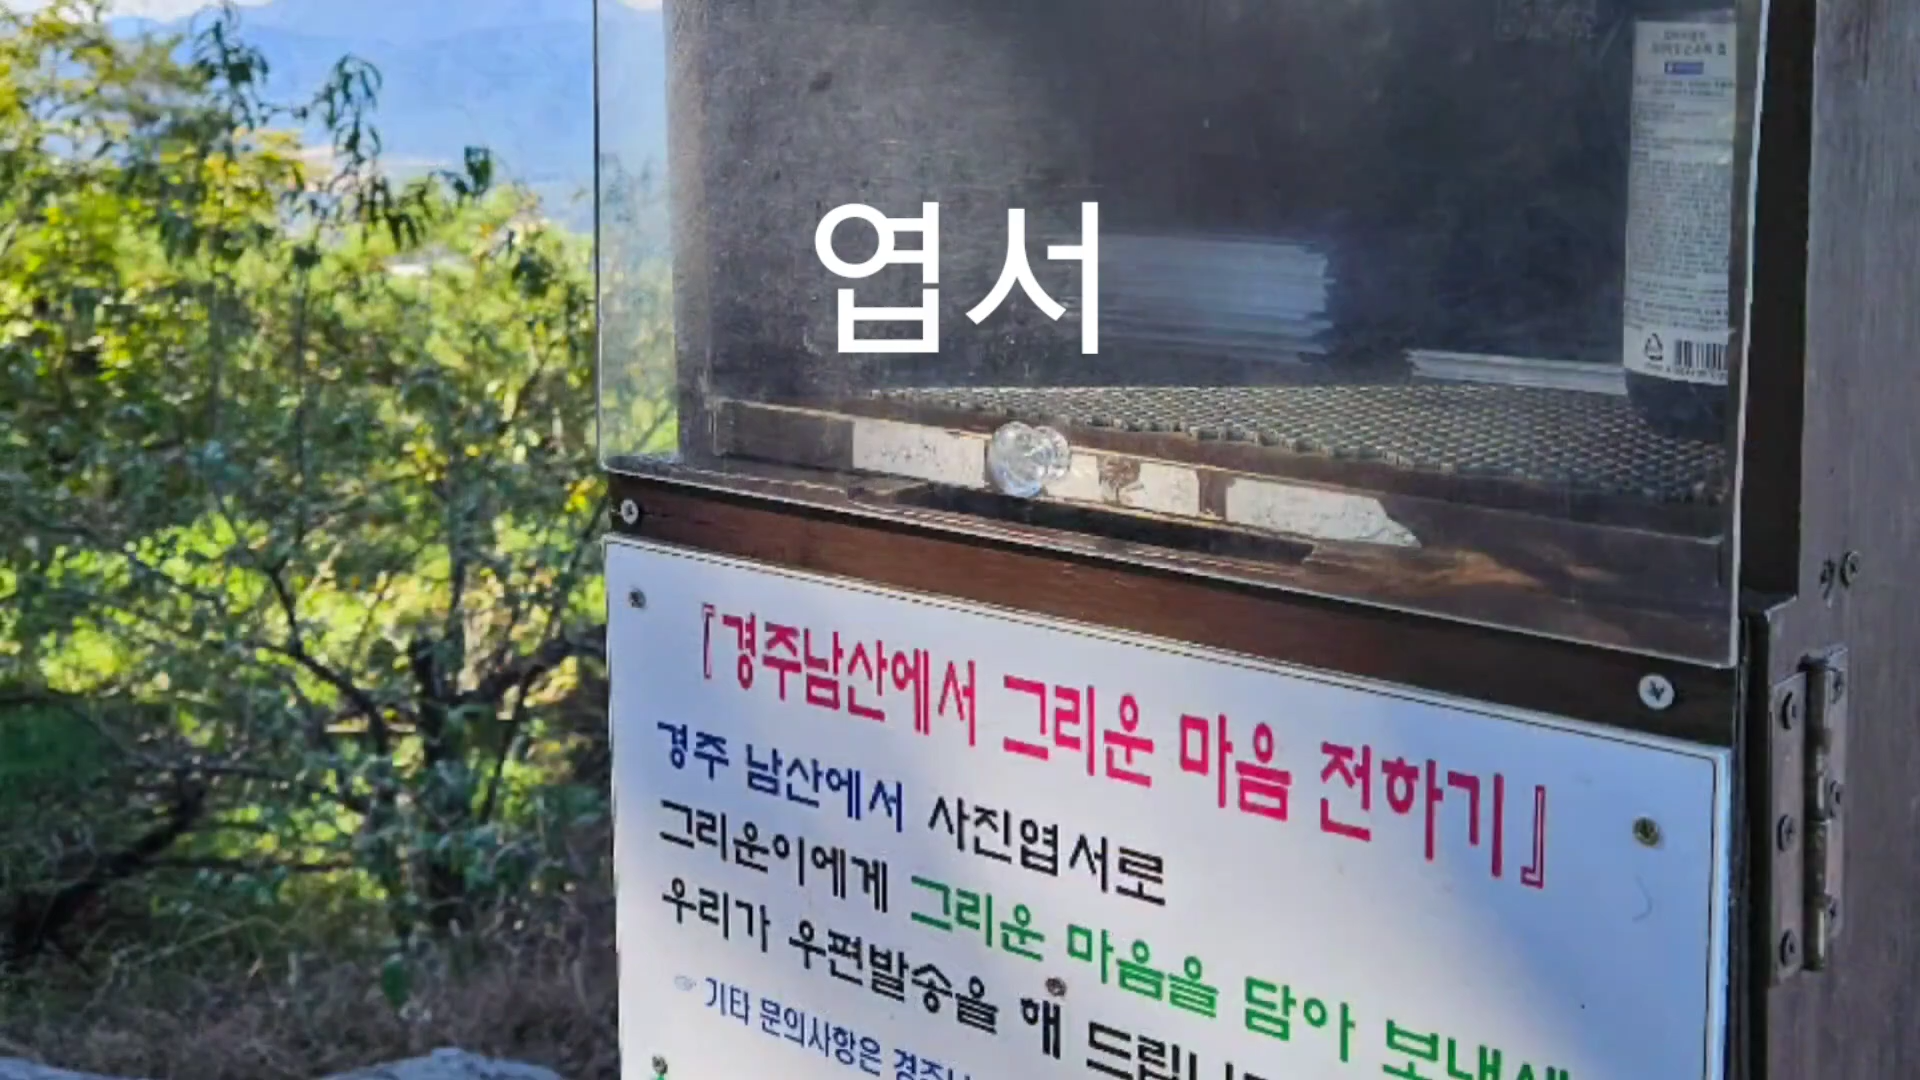 엽서
『경주남산에서 그리운 마음 전하기』
경주 남산에서 사진엽서로
그리운이에게 그리운 마음을 담아
우리가 우편발송을 해
☞ 기타 문의사항은